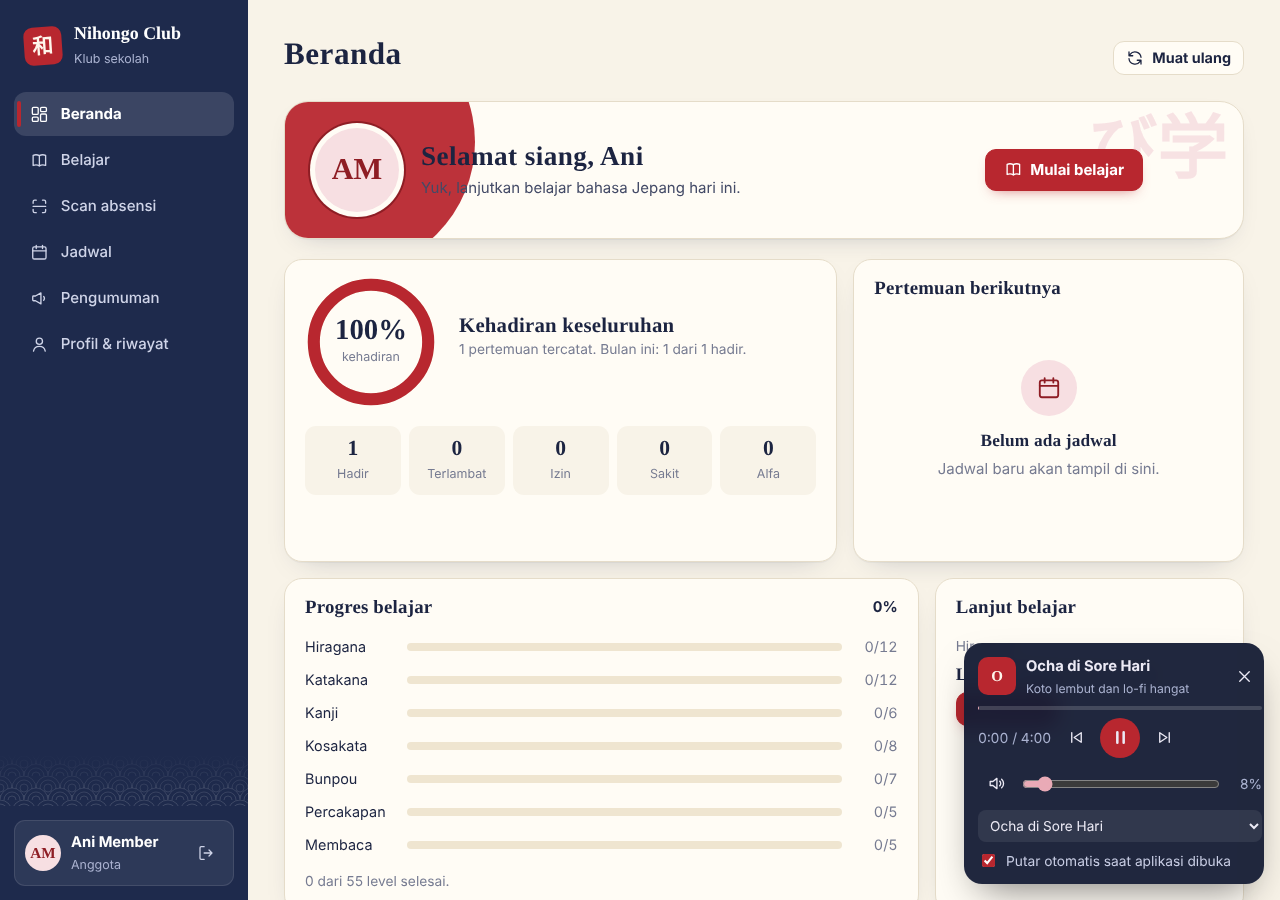 和
Nihongo Club
Klub sekolah
Beranda
Belajar
Scan absensi
Jadwal
Pengumuman
Profil & riwayat
AM
Ani Member
Anggota
Beranda
Muat ulang
AM
Selamat siang, Ani
Yuk, lanjutkan belajar bahasa Jepang hari ini.
び学
Mulai belajar
100%
kehadiran
Kehadiran keseluruhan
1 pertemuan tercatat. Bulan ini: 1 dari 1 hadir.
1
Hadir
0
Terlambat
0
Izin
0
Sakit
0
Alfa
Pertemuan berikutnya
Belum ada jadwal
Jadwal baru akan tampil di sini.
Progres belajar
0%
Hiragana 0/12
Katakana 0/12
Kanji 0/6
Kosakata 0/8
Bunpou 0/7
Percakapan 0/5
Membaca 0/5
0 dari 55 level selesai.
Lanjut belajar
O
Ocha di Sore Hari
Koto lembut dan lo-fi hangat
0:00 / 4:00
8%
Ocha di Sore Hari
Putar otomatis saat aplikasi dibuka